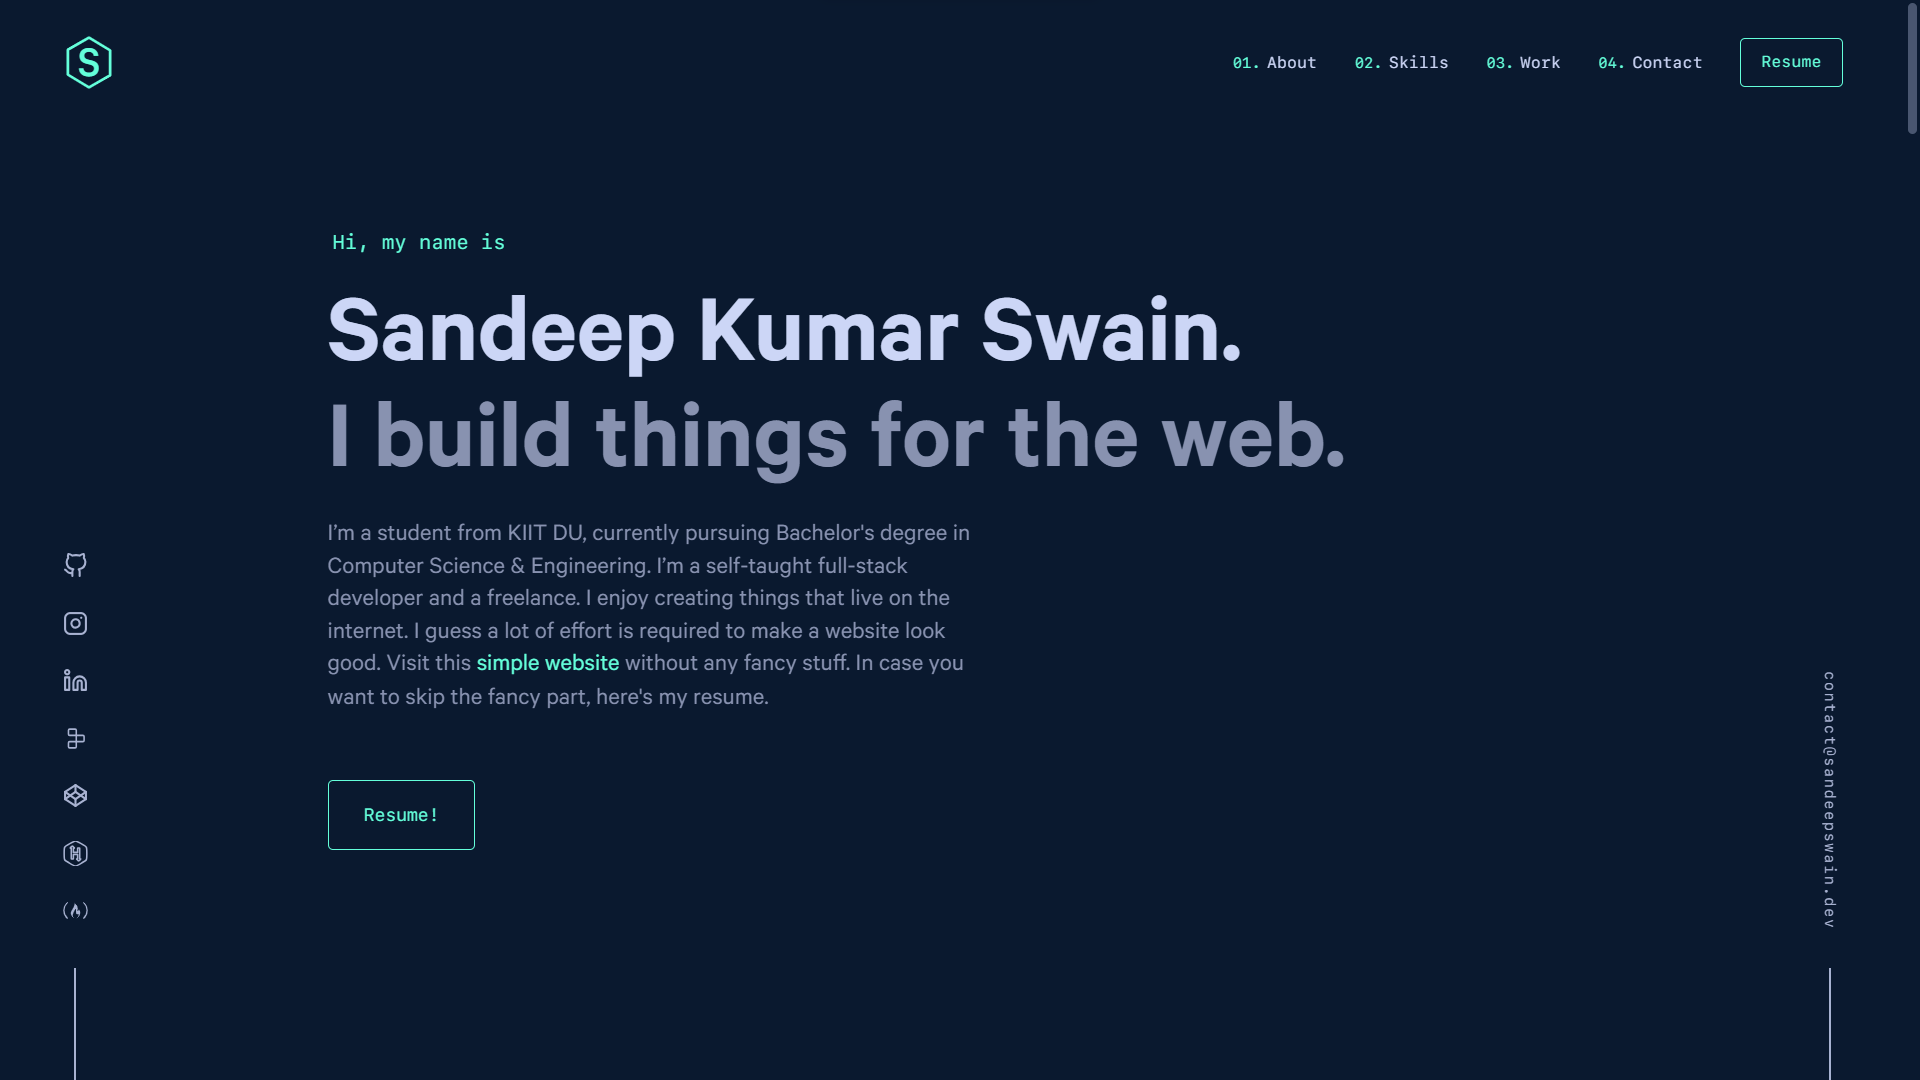 S
01. About
02. Skills
03. Work
04. Contact
Resume
Hi, my name is
Sandeep Kumar Swain.
I build things for the web.
I’m a student from KIIT DU, currently pursuing Bachelor's degree in
Computer Science & Engineering. I’m a self-taught full-stack
developer and a freelance. I enjoy creating things that live on the
internet. I guess a lot of effort is required to make a website look
good. Visit this simple website without any fancy stuff. In case you
want to skip the fancy part, here's my resume.
Resume!
contact@sandeepswain.dev